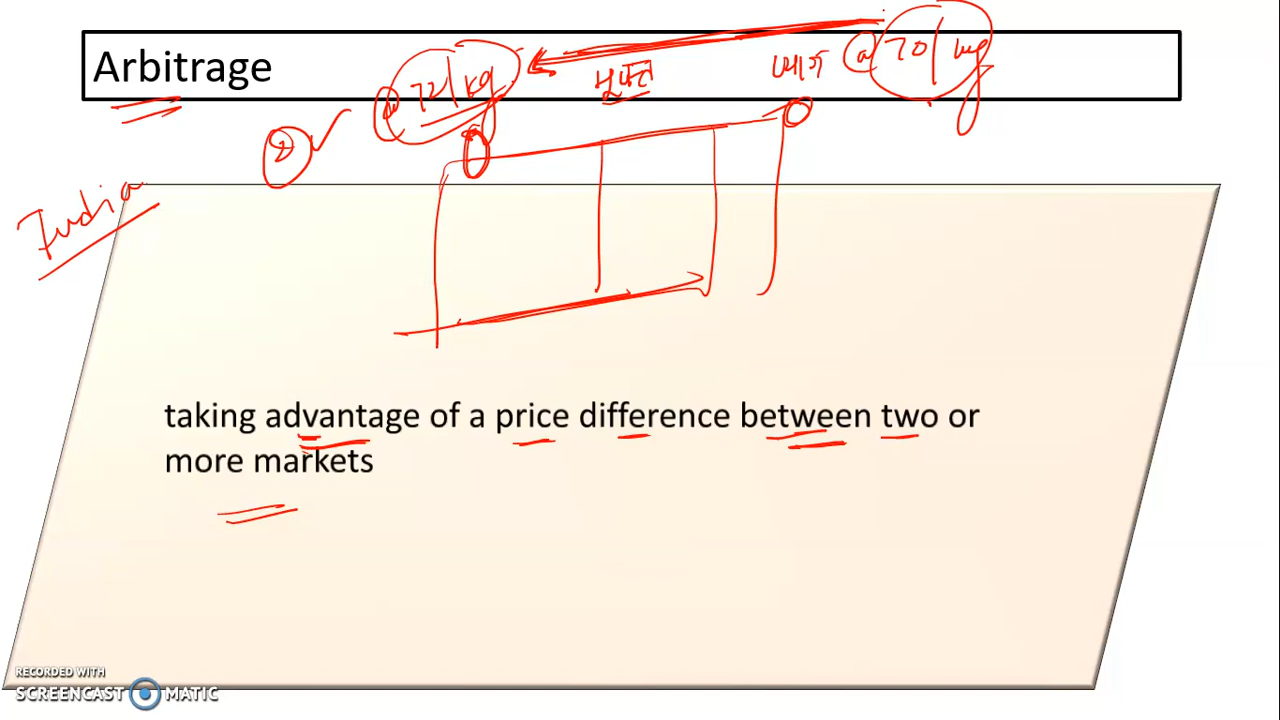 Arbitrage
@ 72/kg
मुफ्त
प्याज @ 70/kg
India
taking advantage of a price difference between two or
more markets
RECORDED WITH
SCREENCAST MATIC